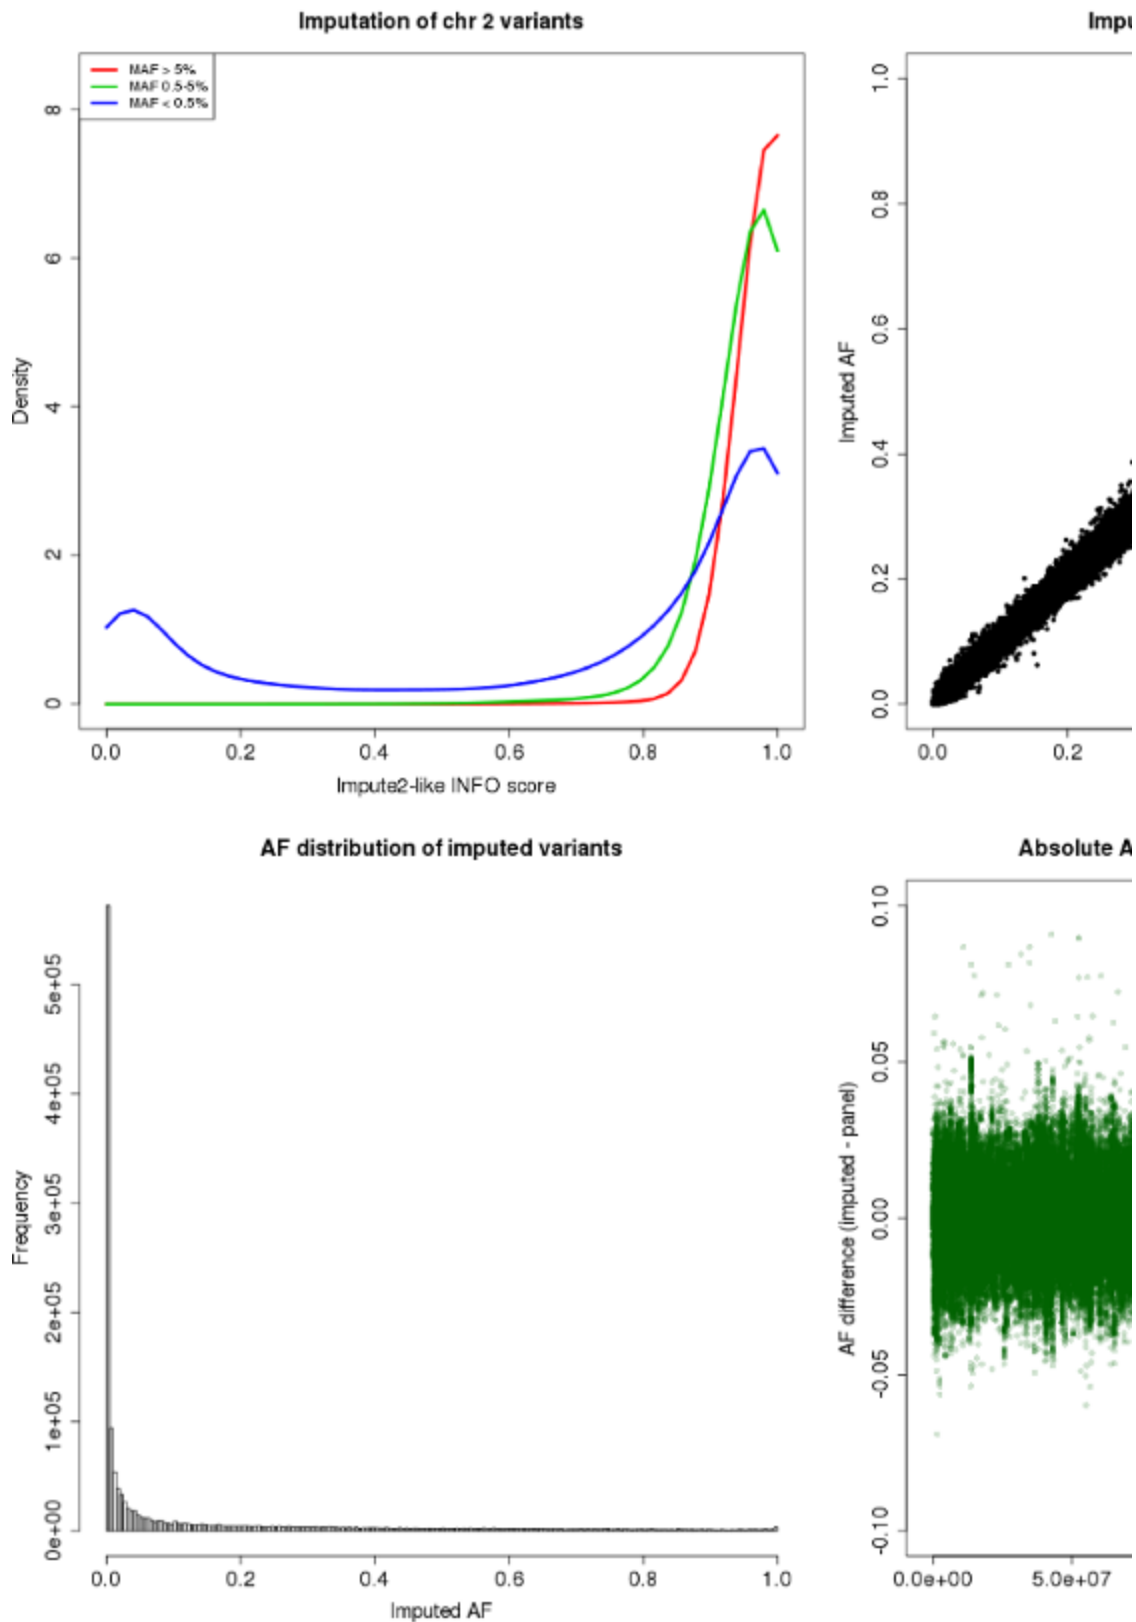 Imputation of chr 2 variants
MAF > 5%
MAF 0.5-5%
MAF < 0.5%
8
6
4
2
0
Density
0.0 0.2 0.4 0.6 0.8 1.0
Impute2-like INFO score
Impu
1.0
0.8
0.6
0.4
0.2
0.0
Imputed AF
0.0 0.2
AF distribution of imputed variants
5e+05
4e+05
3e+05
2e+05
1e+05
0e+00
Frequency
0.0 0.2 0.4 0.6 0.8 1.0
Imputed AF
Absolute A
0.10
0.05
0.00
-0.05
-0.10
AF difference (imputed - panel)
0.0e+00 5.0e+07